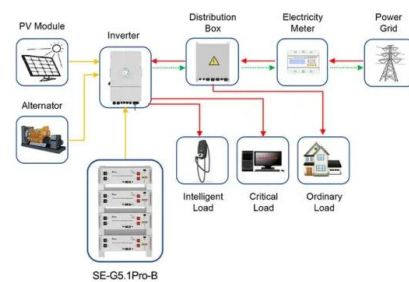 PV Module
Inverter
Distribution
Box
Electricity
Meter
Power
Grid
Alternator
Intelligent
Load
Critical
Load
Ordinary
Load
SE-G5.1Pro-B